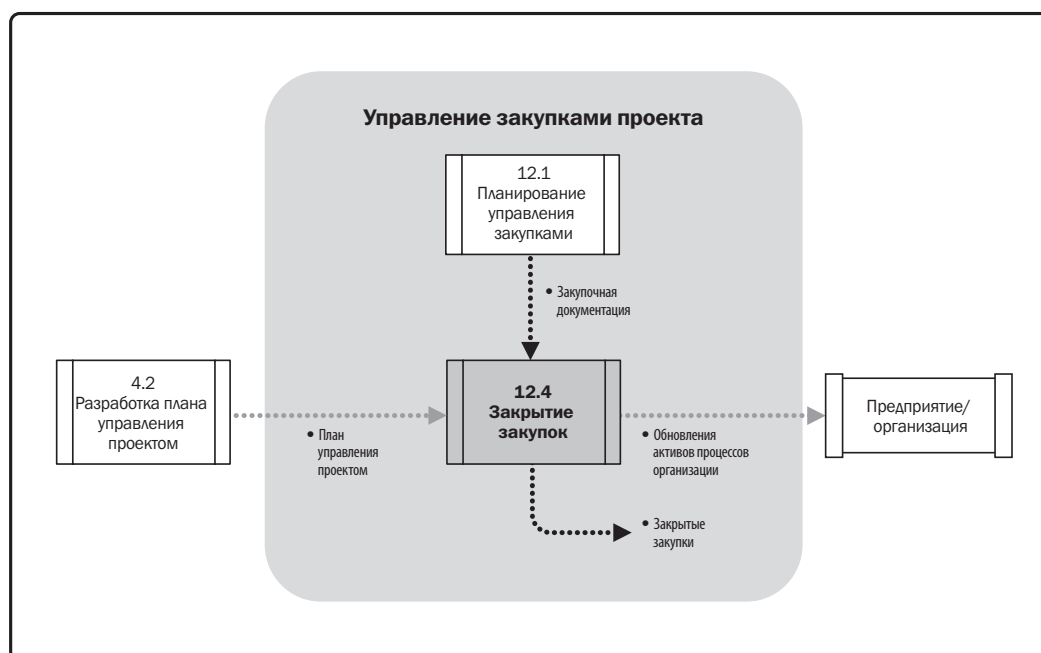 Управление закупками проекта
12.1
Планирование
управления
закупками
• Закупочная
документация
4.2
Разработка плана
управления
проектом
• План
управления
проектом
12.4
Закрытие
закупок
• Обновления
активов процессов
организации
Предприятие/
организация
• Закрытые
закупки